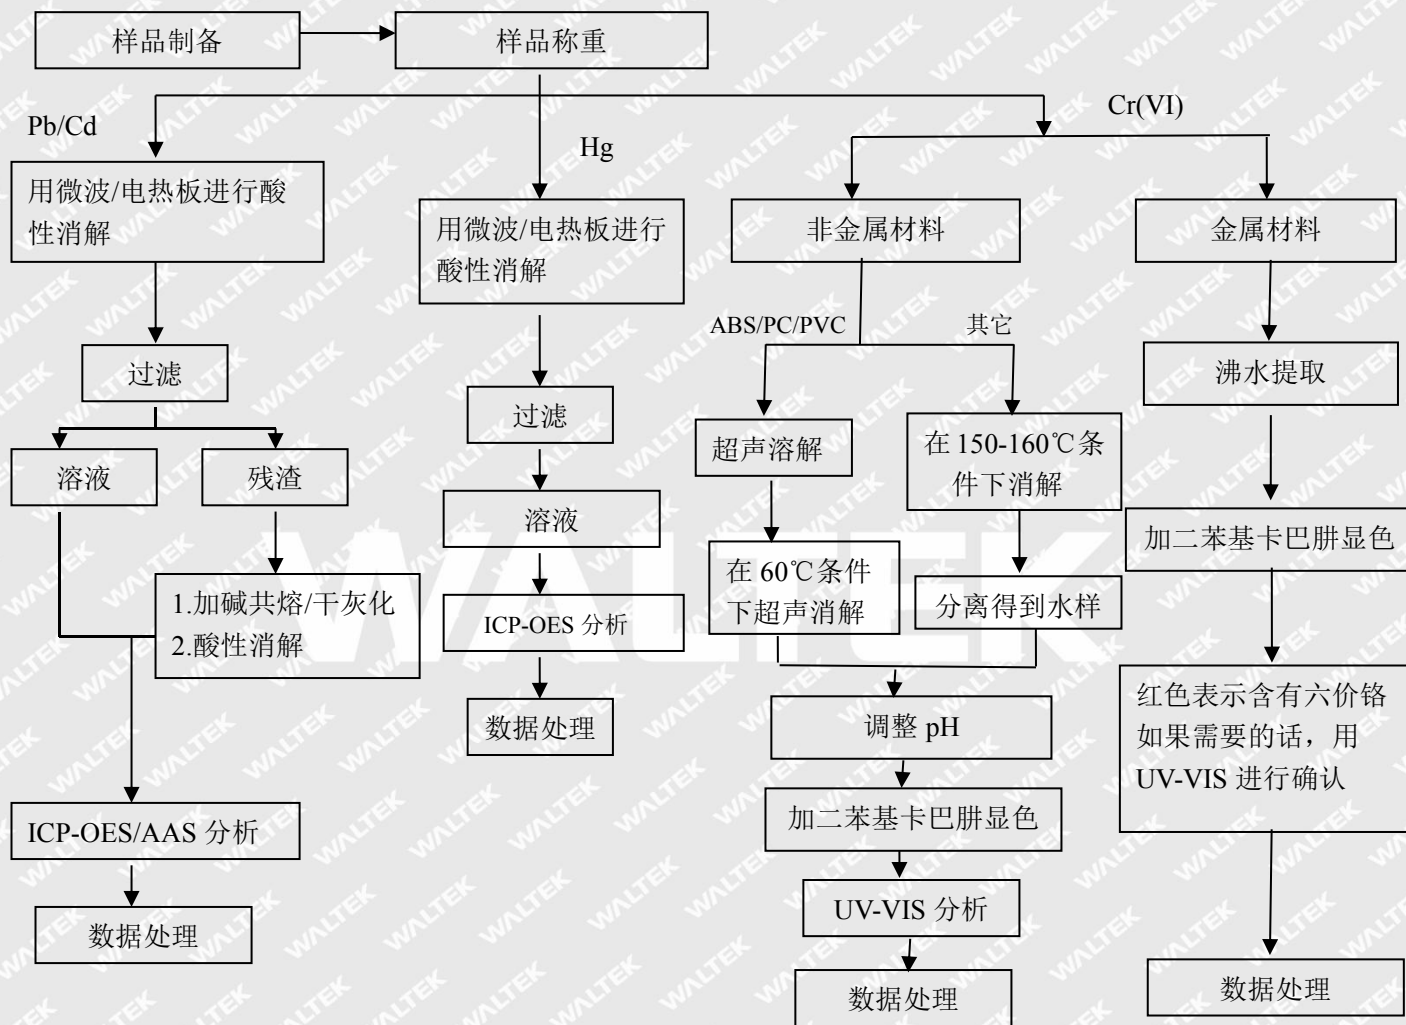 样品制备
样品称重
Pb/Cd
Hg
Cr(VI)
用微波/电热板进行酸
性消解
过滤
溶液
残渣
1.加碱共熔/干灰化
2.酸性消解
ICP-OES/AAS 分析
数据处理
用微波/电热板进行
酸性消解
过滤
溶液
ICP-OES 分析
数据处理
非金属材料
ABS/PC/PVC
其它
超声溶解
在 60℃条件
下超声消解
在 150-160℃条
件下消解
分离得到水样
调整 pH
加二苯基卡巴肼显色
UV-VIS 分析
数据处理
金属材料
沸水提取
加二苯基卡巴肼显色
红色表示含有六价铬
如果需要的话，用
UV-VIS 进行确认
数据处理
WALTEK